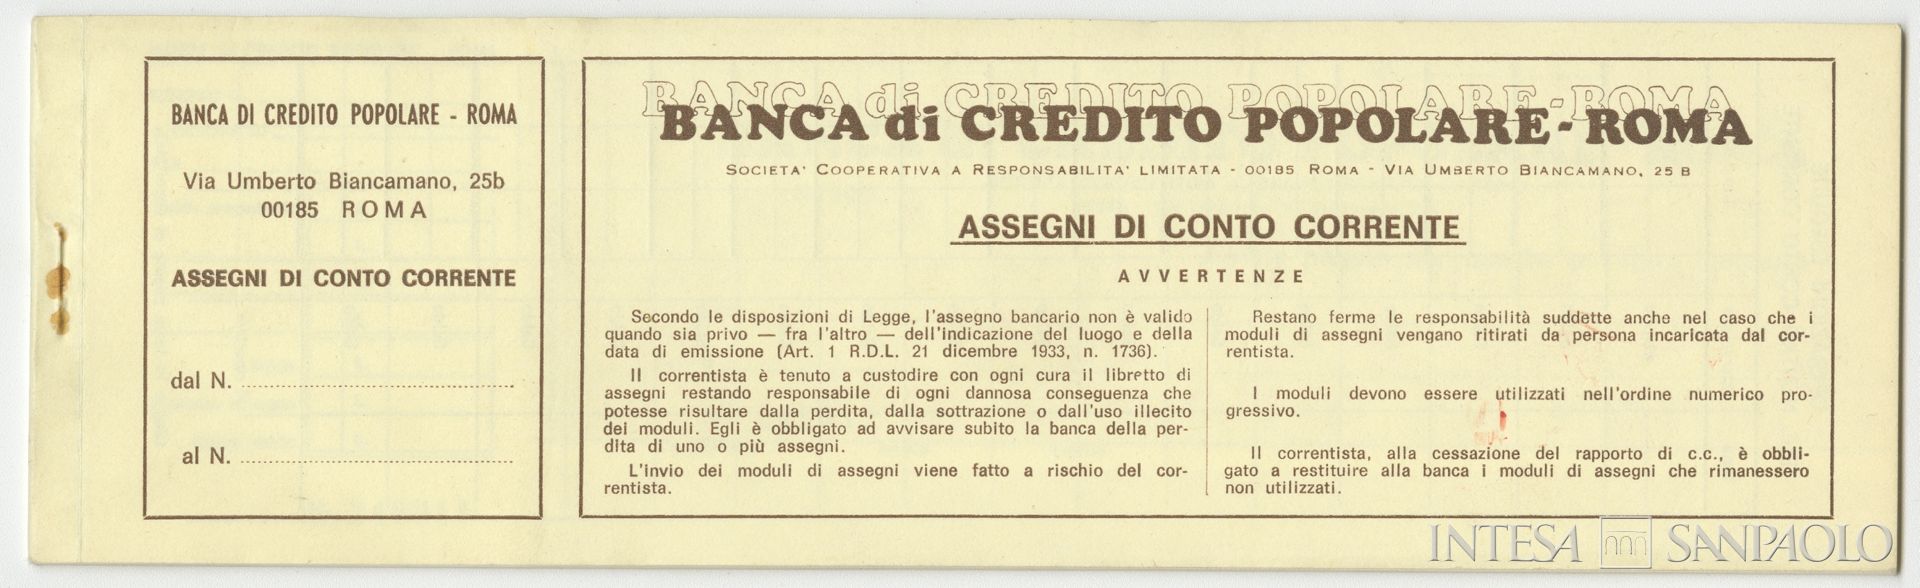 BANCA DI CREDITO POPOLARE - ROMA
Via Umberto Biancamano, 25b
00185 ROMA
ASSEGNI DI CONTO CORRENTE
dal N.
al N.
BANCA di CREDITO POPOLARE-ROMA
BANCA di CREDITO POPOLARE-ROMA
SOCIETA' COOPERATIVA A RESPONSABILITA' LIMITATA - 00185 ROMA - VIA UMBERTO BIANCAMANO, 25 B
ASSEGNI DI CONTO CORRENTE
AVVERTENZE
Secondo le disposizioni di Legge, l'assegno bancario non è valido
quando sia privo — fra l'altro — dell'indicazione del luogo e della
data di emissione (Art. 1 R.D.L. 21 dicembre 1933, n. 1736).
Il correntista è tenuto a custodire con ogni cura il libretto di
assegni restando responsabile di ogni dannosa conseguenza che
potesse risultare dalla perdita, dalla sottrazione o dall'uso illecito
dei moduli. Egli è obbligato ad avvisare subito la banca della per-
dita di uno o più assegni.
L'invio dei moduli di assegni viene fatto a rischio del cor-
rentista.
Restano ferme le responsabilità suddette anche nel caso che i
moduli di assegni vengano ritirati da persona incaricata dal cor-
rentista.
I moduli devono essere utilizzati nell'ordine numerico pro-
gressivo.
Il correntista, alla cessazione del rapporto di c.c., è obbli-
gato a restituire alla banca i moduli di assegni che rimanessero
non utilizzati.
INTESA SANPAOLO